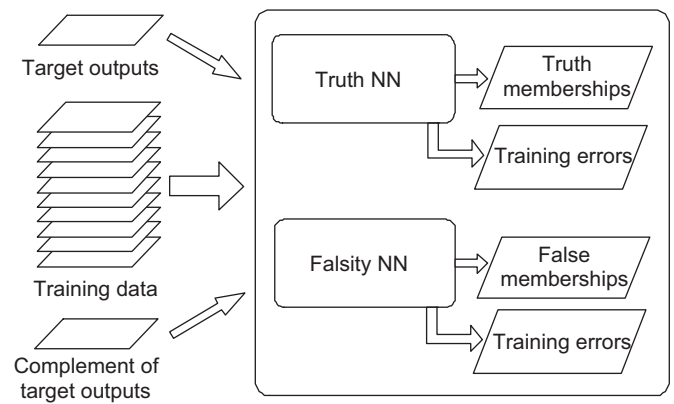 Target outputs
Training data
Complement of
target outputs
Truth NN
Truth
memberships
Training errors
Falsity NN
False
memberships
Training errors